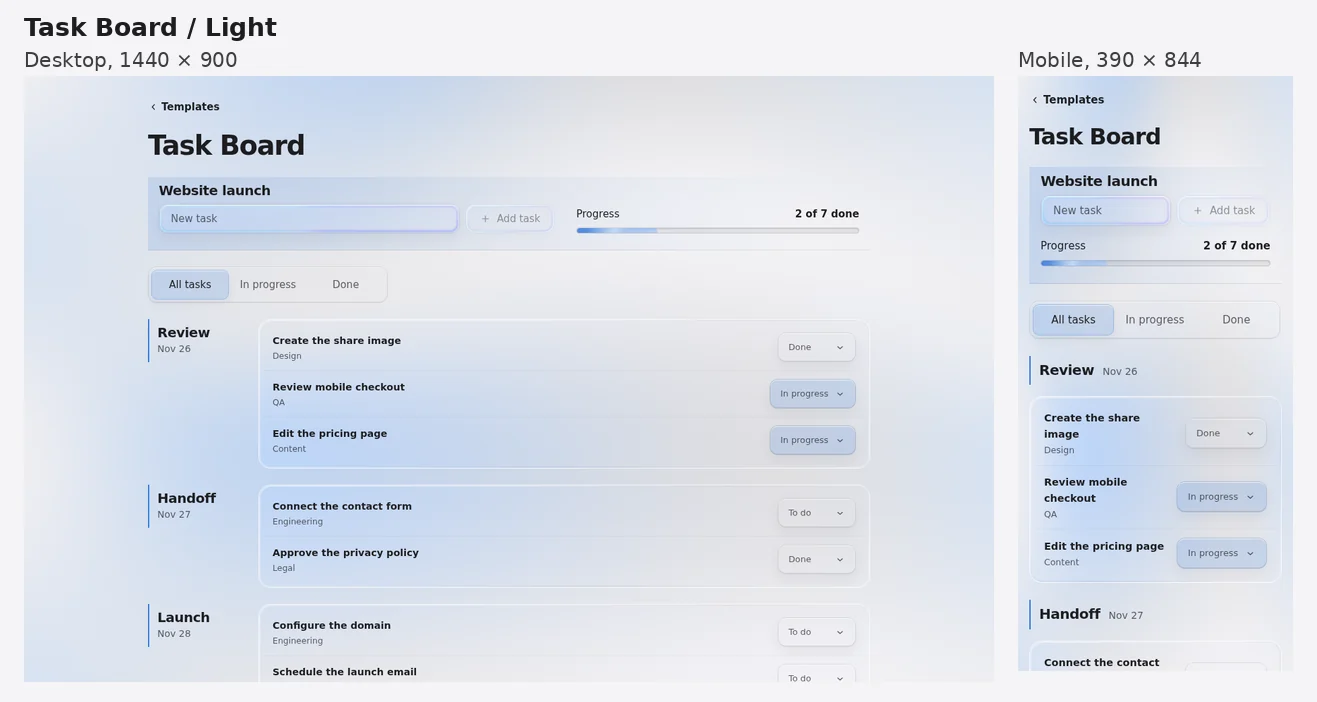 Task Board / Light
Desktop, 1440 × 900
‹ Templates
Task Board
Website launch
New task
+ Add task
Progress
2 of 7 done
All tasks
In progress
Done
Review
Nov 26
Create the share image
Design
Done
Review mobile checkout
QA
In progress
Edit the pricing page
Content
In progress
Handoff
Nov 27
Connect the contact form
Engineering
To do
Approve the privacy policy
Legal
Done
Launch
Nov 28
Configure the domain
Engineering
To do
Schedule the launch email
To do
Mobile, 390 × 844
‹ Templates
Task Board
Website launch
New task
+ Add task
Progress
2 of 7 done
All tasks
In progress
Done
Review Nov 26
Create the share
image
Design
Done
Review mobile
checkout
QA
In progress
Edit the pricing page
Content
In progress
Handoff Nov 27
Connect the contact